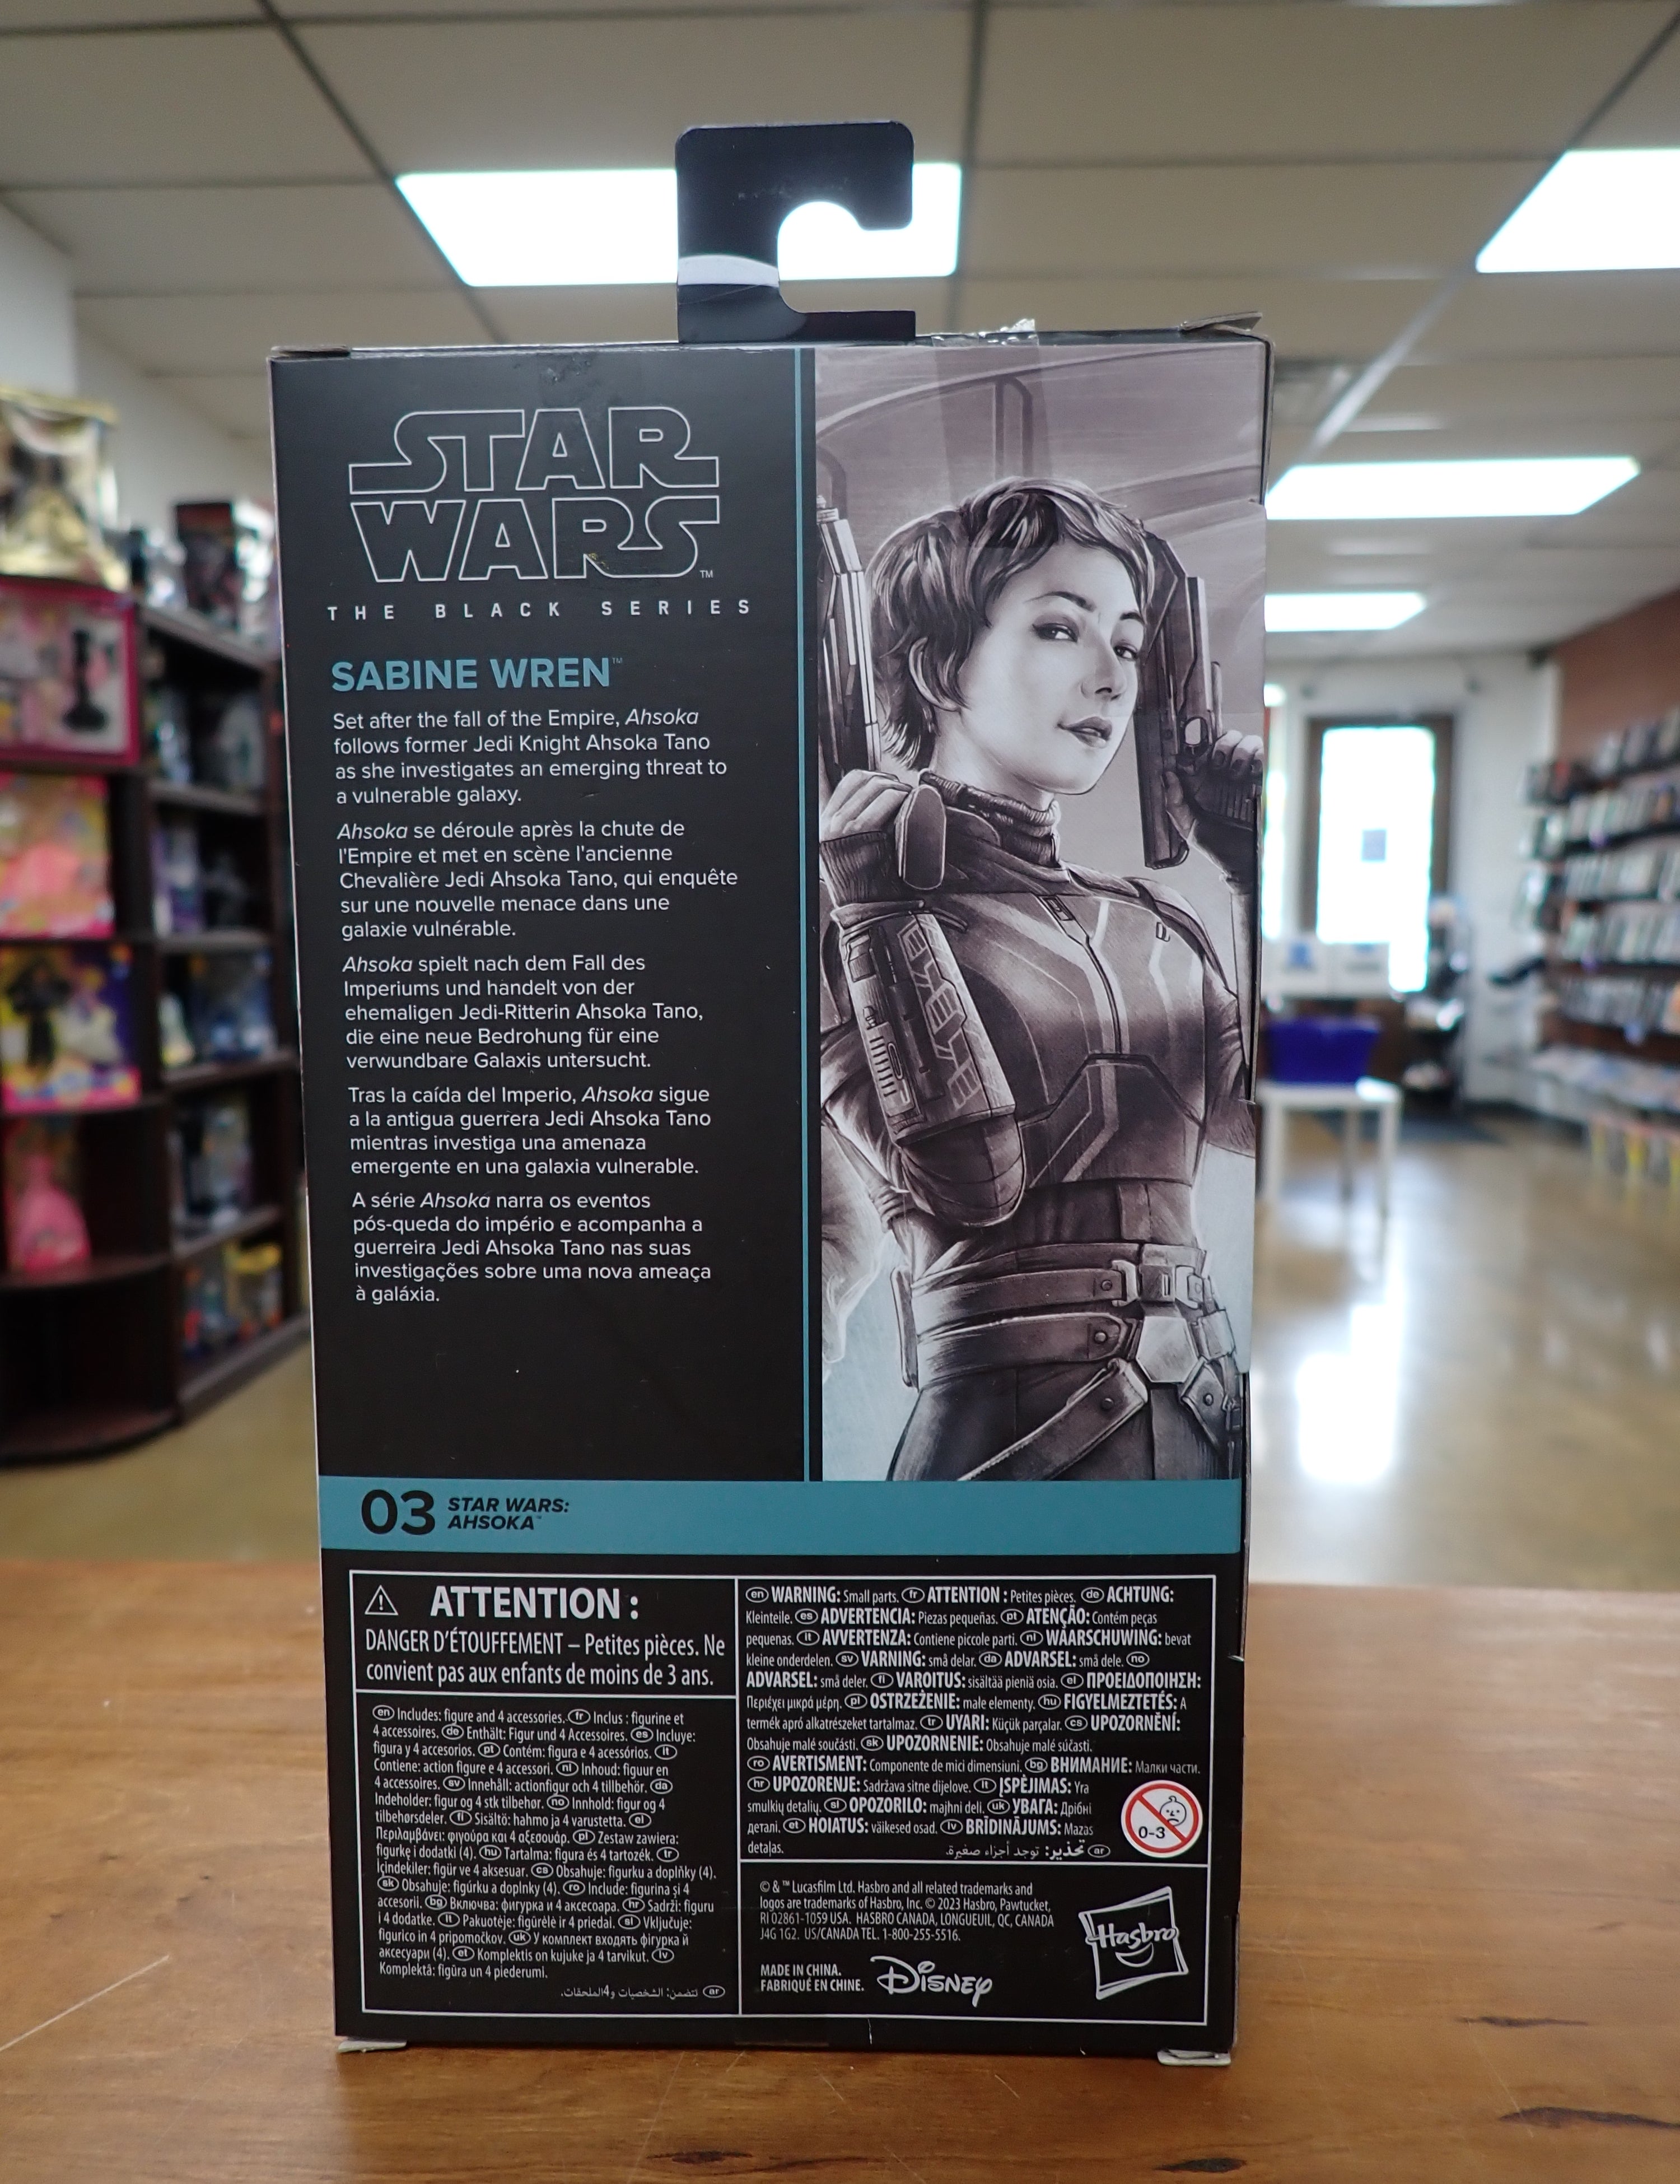 STAR
WARS™
THE BLACK SERIES
SABINE WREN™
Set after the fall of the Empire, Ahsoka
follows former Jedi Knight Ahsoka Tano
as she investigates an emerging threat to
a vulnerable galaxy.
Ahsoka se déroule après la chute de
l'Empire et met en scène l'ancienne
Chevalière Jedi Ahsoka Tano, qui enquête
sur une nouvelle menace dans une
galaxie vulnérable.
Ahsoka spielt nach dem Fall des
Imperiums und handelt von der
ehemaligen Jedi-Ritterin Ahsoka Tano,
die eine neue Bedrohung für eine
verwundbare Galaxis untersucht.
Tras la caída del Imperio, Ahsoka sigue
a la antigua guerrera Jedi Ahsoka Tano
mientras investiga una amenaza
emergente en una galaxia vulnerable.
A série Ahsoka narra os eventos
pós-queda do império e acompanha a
guerreira Jedi Ahsoka Tano nas suas
investigações sobre uma nova ameaça
à galáxia.
03 STAR WARS:
AHSOKA™
ATTENTION :
DANGER D'ÉTOUFFEMENT – Petites pièces. Ne
convient pas aux enfants de moins de 3 ans.
en Includes: figure and 4 accessories. fr Inclus : figurine et
4 accessoires. de Enthält: Figur und 4 Accessoires. es Incluye:
figura y 4 accesorios. pt Contém: figura e 4 acessórios. it
Contiene: action figure e 4 accessori. nl Inhoud: figuur en
4 accessoires. sv Innehåll: actionfigur och 4 tillbehör. da
Indeholder: figur og 4 stk tilbehør. no Innhold: figur og 4
tilbehørsdeler. fi Sisältö: hahmo ja 4 varustetta. el
Περιλαμβάνει: φιγούρα και 4 αξεσουάρ. pl Zestaw zawiera:
figurkę i dodatki (4). hu Tartalma: figura és 4 tartozék. tr
İçindekiler: figür ve 4 aksesuar. cs Obsahuje: figurku a doplňky (4).
sk Obsahuje: figúrku a doplnky (4). ro Include: figurina și 4
accesorii. bg Включва: фигурка и 4 аксесоара. hr Sadrži: figuru
i 4 dodatke. lt Pakuotėje: figūrėlė ir 4 priedai. sl Vključuje:
figurico in 4 pripomočkov. uk У комплект входять фігурка й
аксесуари (4). et Komplektis on kujuke ja 4 tarvikut. lv
Komplektā: figūra un 4 piederumi.
ar تتضمن: الشخصيات و4الملحقات.
en WARNING: Small parts. fr ATTENTION : Petites pièces. de ACHTUNG:
Kleinteile. es ADVERTENCIA: Piezas pequeñas. pt ATENÇÃO: Contém peças
pequenas. it AVVERTENZA: Contiene piccole parti. nl WAARSCHUWING: bevat
kleine onderdelen. sv VARNING: små delar. da ADVARSEL: små dele. no
ADVARSEL: små deler. fi VAROITUS: sisältää pieniä osia. el ΠΡΟΕΙΔΟΠΟΙΗΣΗ:
Περιέχει μικρά μέρη. pl OSTRZEŻENIE: małe elementy. hu FIGYELMEZTETÉS: A
termék apró alkatrészeket tartalmaz. tr UYARI: Küçük parçalar. cs UPOZORNĚNÍ:
Obsahuje malé součásti. sk UPOZORNENIE: Obsahuje malé súčasti.
ro AVERTISMENT: Componente de mici dimensiuni. bg ВНИМАНИЕ: Малки части.
hr UPOZORENJE: Sadržava sitne dijelove. lt ĮSPĖJIMAS: Yra
smulkių detalių. sl OPOZORILO: majhni deli. uk УВАГА: Дрібні
деталі. et HOIATUS: väikesed osad. lv BRĪDINĀJUMS: Mazas
detaļas.
ar تحذير: توجد أجزاء صغيرة.
0-3
© & ™ Lucasfilm Ltd. Hasbro and all related trademarks and
logos are trademarks of Hasbro, Inc. © 2023 Hasbro, Pawtucket,
RI 02861-1059 USA. HASBRO CANADA, LONGUEUIL, QC, CANADA
J4G 1G2. US/CANADA TEL. 1-800-255-5516.
MADE IN CHINA.
FABRIQUÉ EN CHINE.
Disney
Hasbro